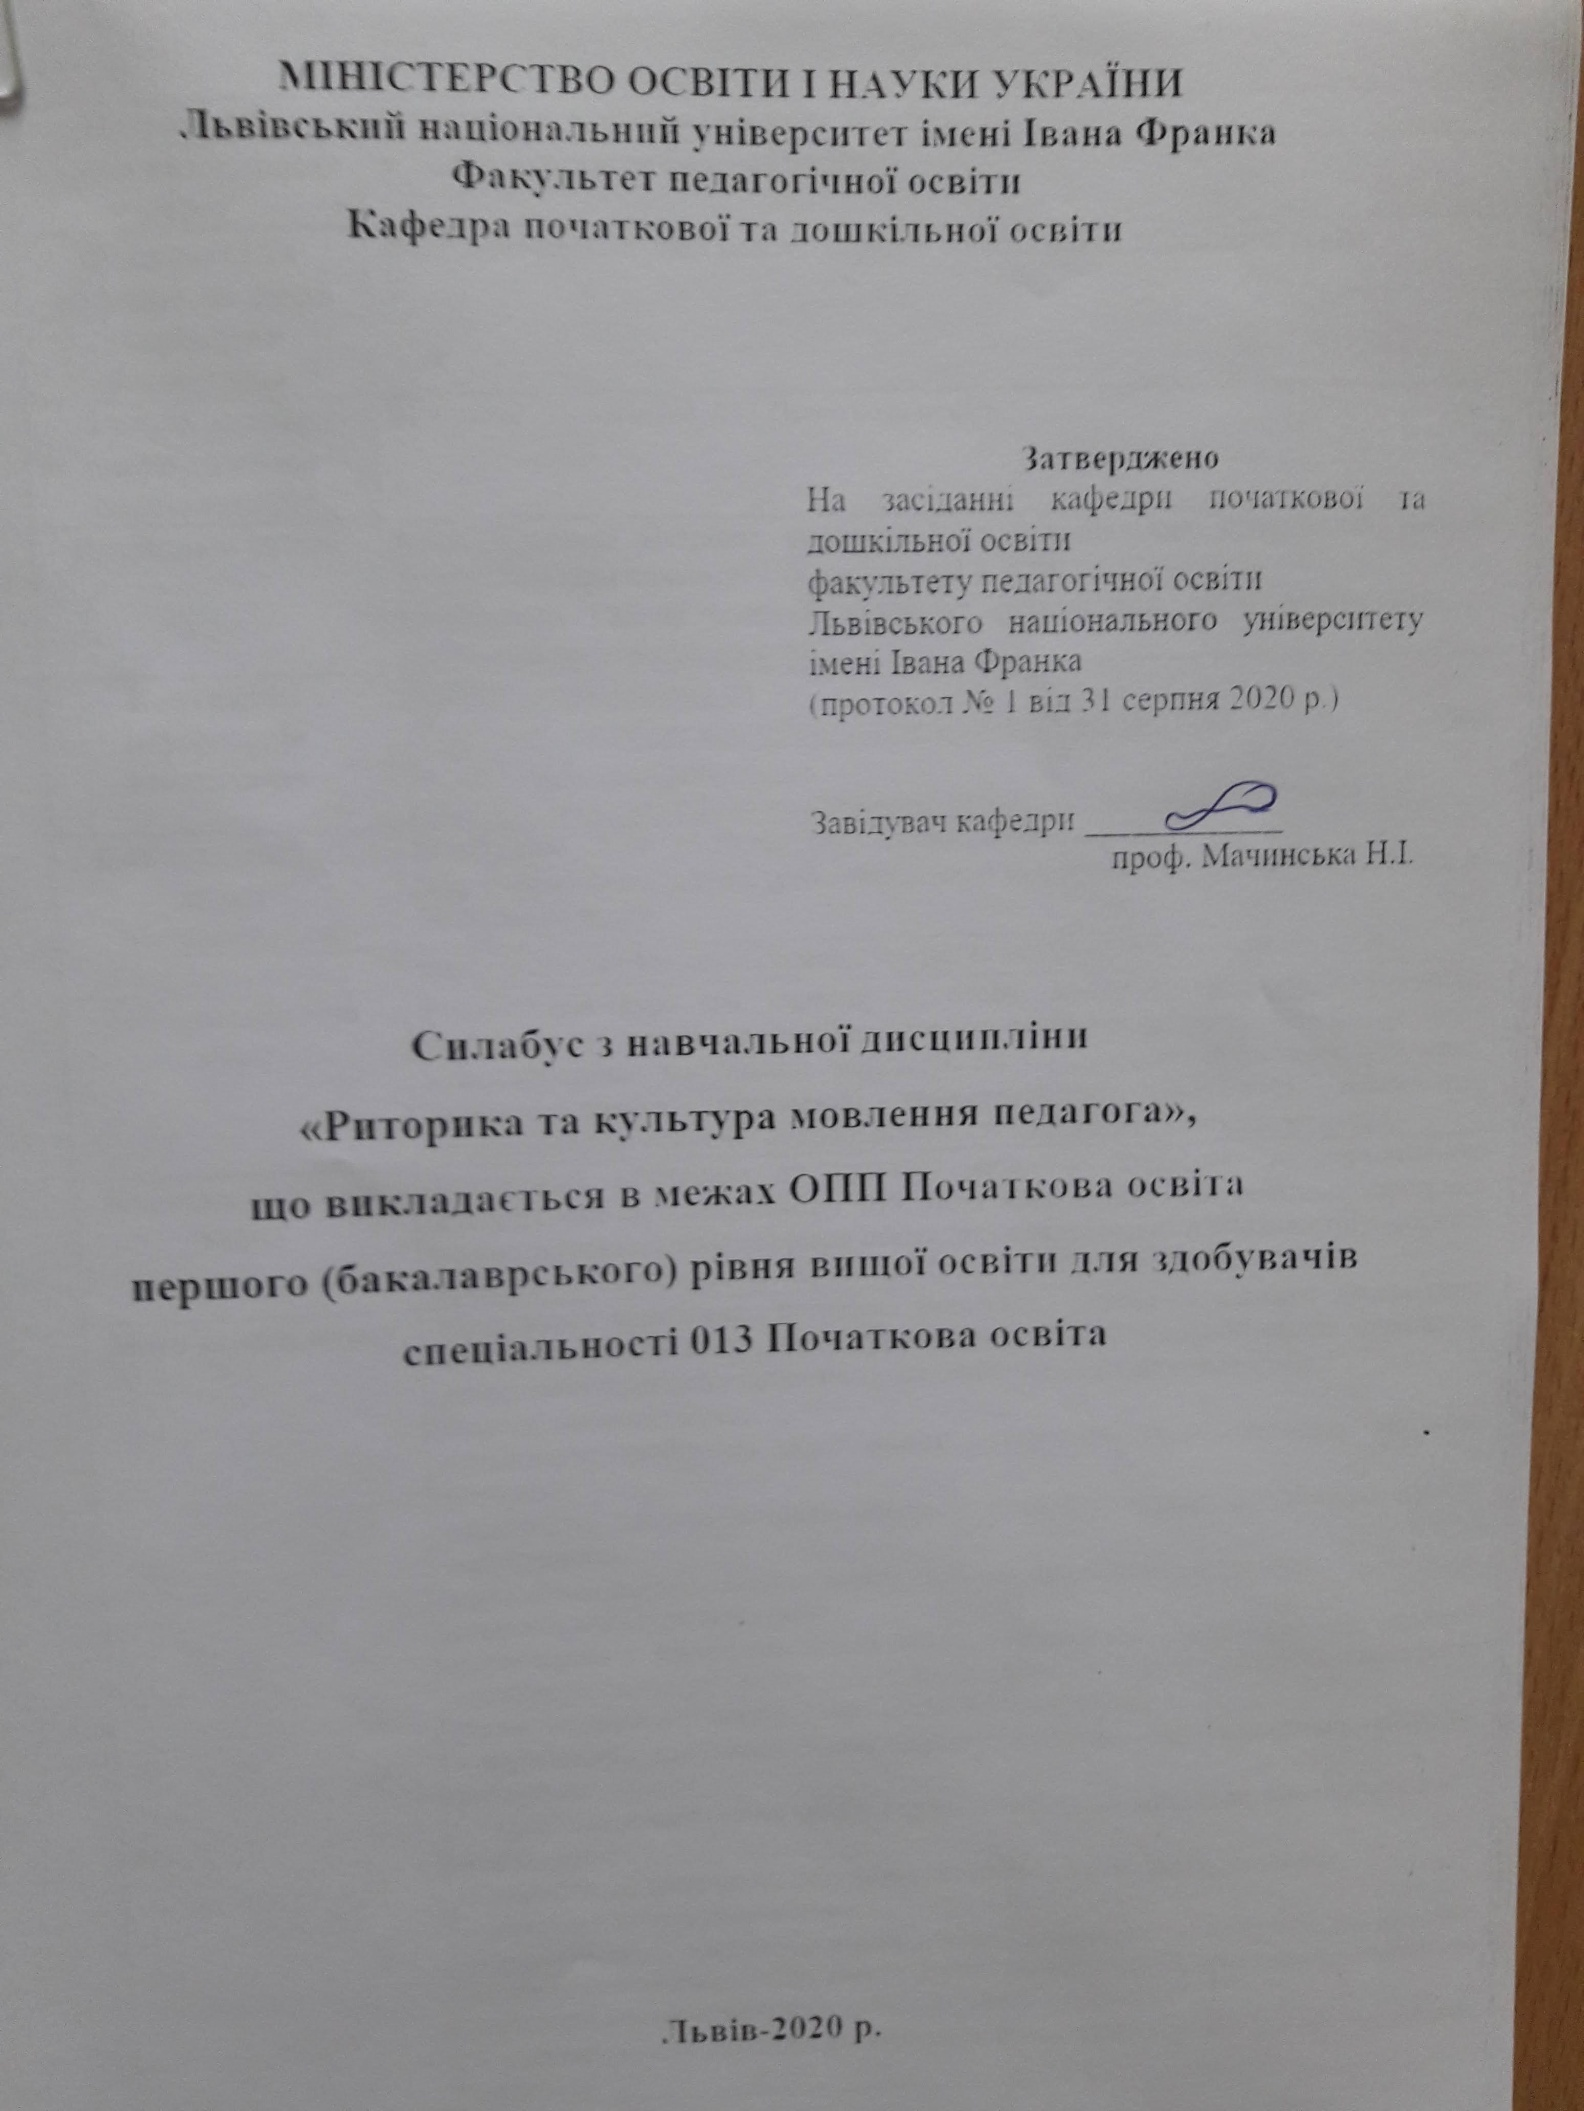 МІНІСТЕРСТВО ОСВІТИ І НАУКИ УКРАЇНИ
Львівський національний університет імені Івана Франка
Факультет педагогічної освіти
Кафедра початкової та дошкільної освіти
Затверджено
На засіданні кафедри початкової та
дошкільної освіти
факультету педагогічної освіти
Львівського національного університету
імені Івана Франка
(протокол № 1 від 31 серпня 2020 р.)
Завідувач кафедри ____________
проф. Мачинська Н.І.
Силабус з навчальної дисципліни
«Риторика та культура мовлення педагога»,
що викладається в межах ОПП Початкова освіта
першого (бакалаврського) рівня вищої освіти для здобувачів
спеціальності 013 Початкова освіта
Львів-2020 р.